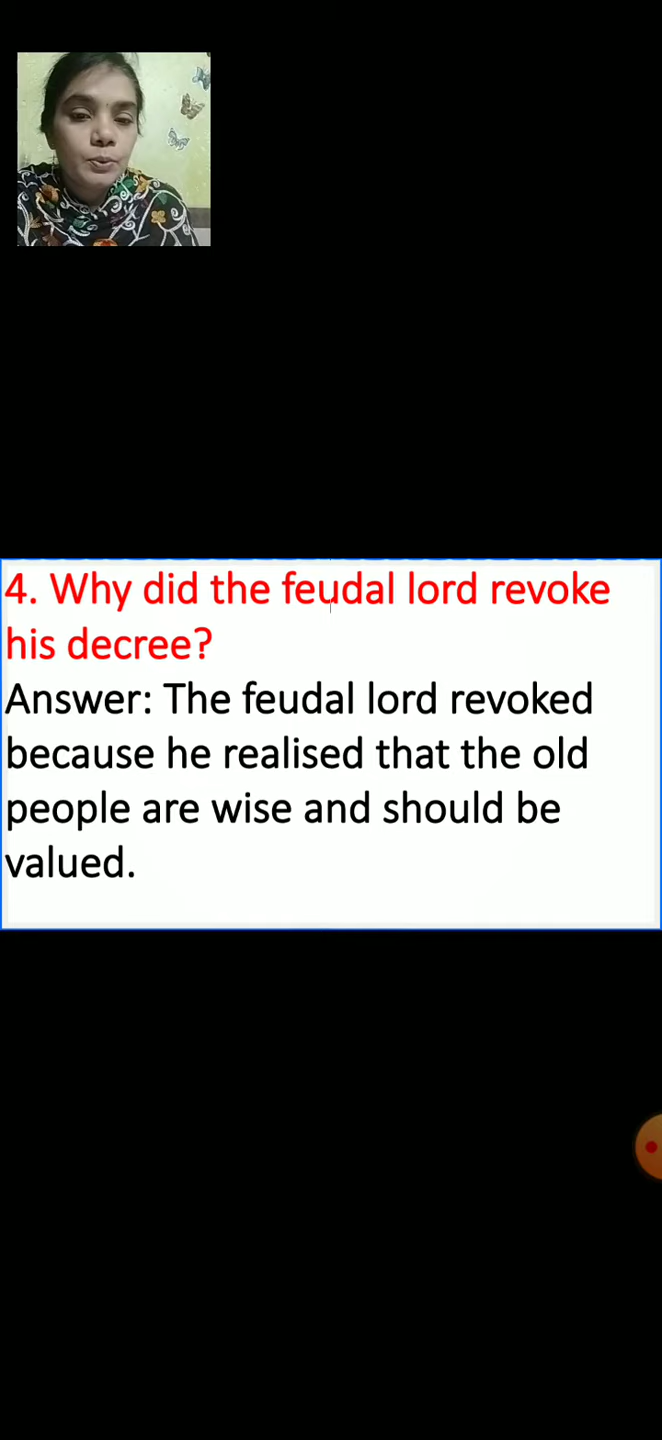 4. Why did the feudal lord revoke
his decree?
Answer: The feudal lord revoked
because he realised that the old
people are wise and should be
valued.